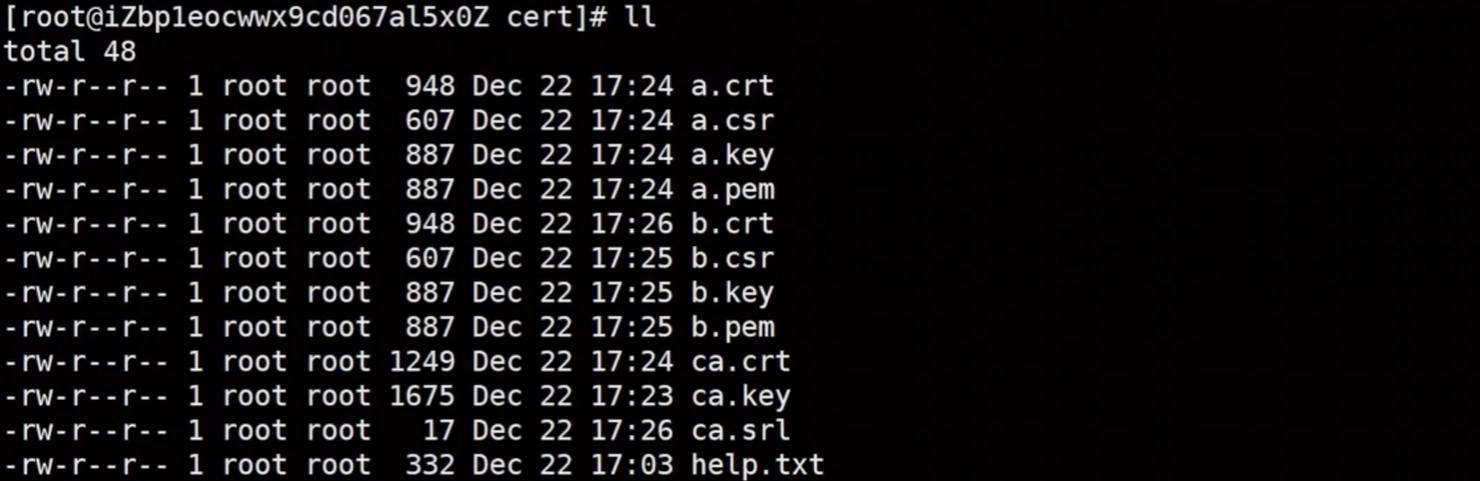 [root@iZbp1eocwwx9cd067al5x0Z cert]# ll
total 48
-rw-r--r-- 1 root root  948 Dec 22 17:24 a.crt
-rw-r--r-- 1 root root  607 Dec 22 17:24 a.csr
-rw-r--r-- 1 root root  887 Dec 22 17:24 a.key
-rw-r--r-- 1 root root  887 Dec 22 17:24 a.pem
-rw-r--r-- 1 root root  948 Dec 22 17:26 b.crt
-rw-r--r-- 1 root root  607 Dec 22 17:25 b.csr
-rw-r--r-- 1 root root  887 Dec 22 17:25 b.key
-rw-r--r-- 1 root root  887 Dec 22 17:25 b.pem
-rw-r--r-- 1 root root 1249 Dec 22 17:24 ca.crt
-rw-r--r-- 1 root root 1675 Dec 22 17:23 ca.key
-rw-r--r-- 1 root root   17 Dec 22 17:26 ca.srl
-rw-r--r-- 1 root root  332 Dec 22 17:03 help.txt